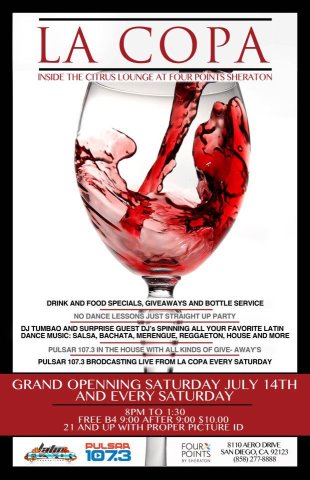 LA COPA
INSIDE THE CITRUS LOUNGE AT FOUR POINTS SHERATON
DRINK AND FOOD SPECIALS, GIVEAWAYS AND BOTTLE SERVICE
NO DANCE LESSONS JUST STRAIGHT UP PARTY
DJ TUMBAO AND SURPRISE GUEST DJ's SPINNING ALL YOUR FAVORITE LATIN
DANCE MUSIC: SALSA, BACHATA, MERENGUE, REGGAETON, HOUSE AND MORE
PULSAR 107.3 IN THE HOUSE WITH ALL KINDS OF GIVE- AWAY'S
PULSAR 107.3 BRODCASTING LIVE FROM LA COPA EVERY SATURDAY
GRAND OPENNING SATURDAY JULY 14TH
AND EVERY SATURDAY
8PM TO 1:30
FREE B4 9:00 AFTER 9:00 $10.00
21 AND UP WITH PROPER PICTURE ID
latin
PULSAR
107.3
FOUR
POINTS
BY SHERATON
8110 AERO DRIVE
SAN DIEGO, CA 92123
(858) 277-8888